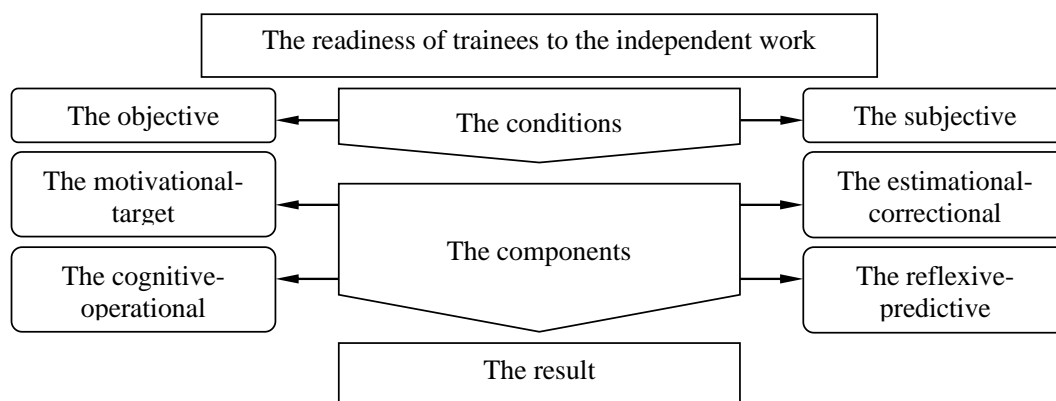 The readiness of trainees to the independent work
The objective
The conditions
The subjective
The motivational-
target
The estimational-
correctional
The components
The cognitive-
operational
The reflexive-
predictive
The result